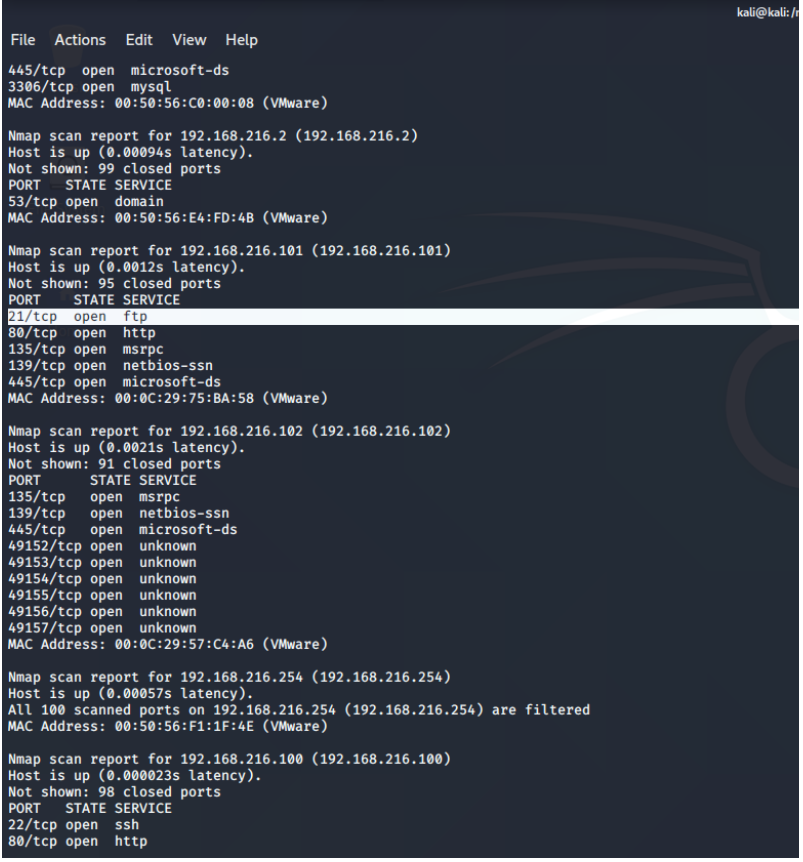 kali@kali:/
File Actions Edit View Help
445/tcp open microsoft-ds
3306/tcp open mysql
MAC Address: 00:50:56:C0:00:08 (VMware)
Nmap scan report for 192.168.216.2 (192.168.216.2)
Host is up (0.00094s latency).
Not shown: 99 closed ports
PORT STATE SERVICE
53/tcp open domain
MAC Address: 00:50:56:E4:FD:4B (VMware)
Nmap scan report for 192.168.216.101 (192.168.216.101)
Host is up (0.0012s latency).
Not shown: 95 closed ports
PORT STATE SERVICE
21/tcp open ftp
80/tcp open http
135/tcp open msrpc
139/tcp open netbios-ssn
445/tcp open microsoft-ds
MAC Address: 00:0C:29:75:BA:58 (VMware)
Nmap scan report for 192.168.216.102 (192.168.216.102)
Host is up (0.0021s latency).
Not shown: 91 closed ports
PORT STATE SERVICE
135/tcp open msrpc
139/tcp open netbios-ssn
445/tcp open microsoft-ds
49152/tcp open unknown
49153/tcp open unknown
49154/tcp open unknown
49155/tcp open unknown
49156/tcp open unknown
49157/tcp open unknown
MAC Address: 00:0C:29:57:C4:A6 (VMware)
Nmap scan report for 192.168.216.254 (192.168.216.254)
Host is up (0.00057s latency).
All 100 scanned ports on 192.168.216.254 (192.168.216.254) are filtered
MAC Address: 00:50:56:F1:1F:4E (VMware)
Nmap scan report for 192.168.216.100 (192.168.216.100)
Host is up (0.000023s latency).
Not shown: 98 closed ports
PORT STATE SERVICE
22/tcp open ssh
80/tcp open http